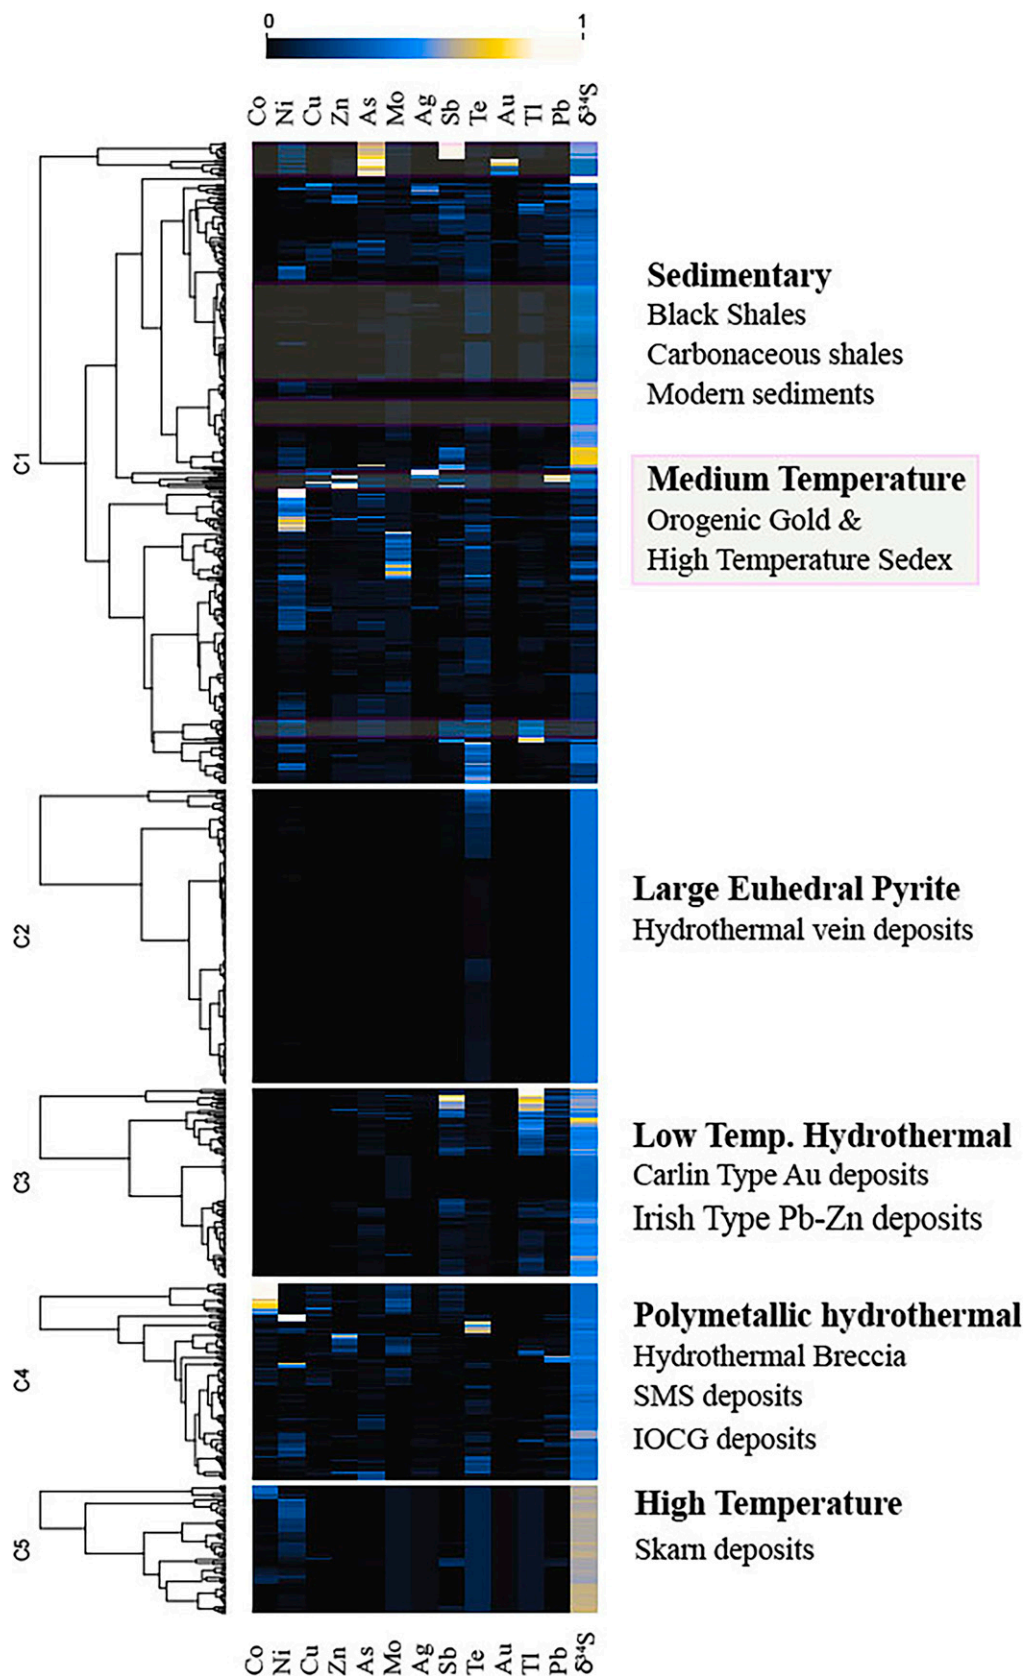 0 1
Co Ni Cu Zn As Mo Ag Sb Te Au Tl Pb δ³⁴S
C1
Sedimentary
Black Shales
Carbonaceous shales
Modern sediments
Medium Temperature
Orogenic Gold &
High Temperature Sedex
C2
Large Euhedral Pyrite
Hydrothermal vein deposits
C3
Low Temp. Hydrothermal
Carlin Type Au deposits
Irish Type Pb-Zn deposits
C4
Polymetallic hydrothermal
Hydrothermal Breccia
SMS deposits
IOCG deposits
C5
High Temperature
Skarn deposits
Co Ni Cu Zn As Mo Ag Sb Te Au Tl Pb δ³⁴S